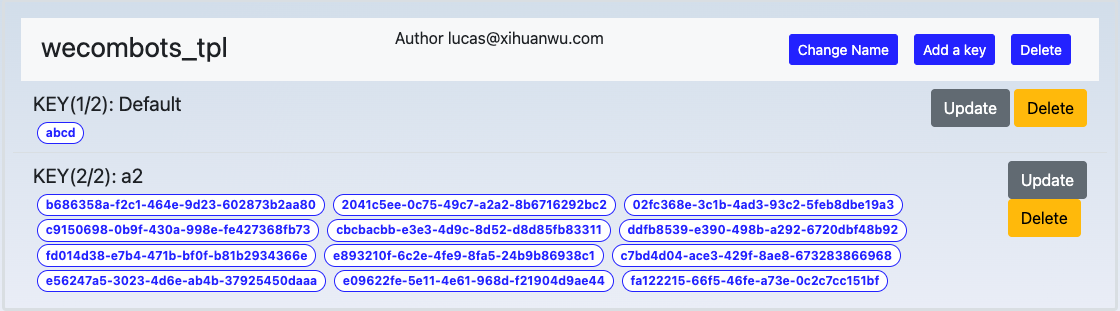 wecombots_tpl Author lucas@xihuanwu.com Change Name Add a key Delete
KEY(1/2): Default Update Delete
abcd
KEY(2/2): a2 Update
b686358a-f2c1-464e-9d23-602873b2aa80 2041c5ee-0c75-49c7-a2a2-8b6716292bc2 02fc368e-3c1b-4ad3-93c2-5feb8dbe19a3
Delete
c9150698-0b9f-430a-998e-fe427368fb73 cbcbacbb-e3e3-4d9c-8d52-d8d85fb83311 ddfb8539-e390-498b-a292-6720dbf48b92
fd014d38-e7b4-471b-bf0f-b81b2934366e e893210f-6c2e-4fe9-8fa5-24b9b86938c1 c7bd4d04-ace3-429f-8ae8-673283866968
e56247a5-3023-4d6e-ab4b-37925450daaa e09622fe-5e11-4e61-968d-f21904d9ae44 fa122215-66f5-46fe-a73e-0c2c7cc151bf